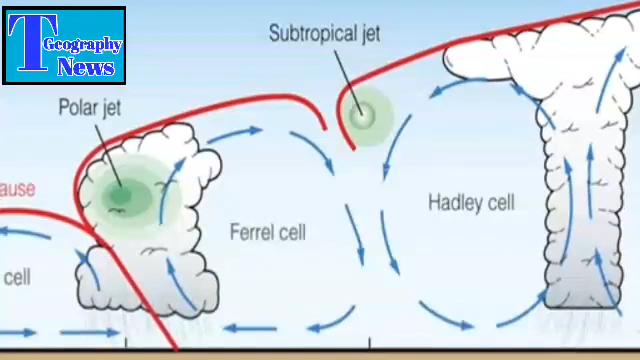 T Geography
News
Subtropical jet
Polar jet
ause
Ferrel cell
Hadley cell
cell